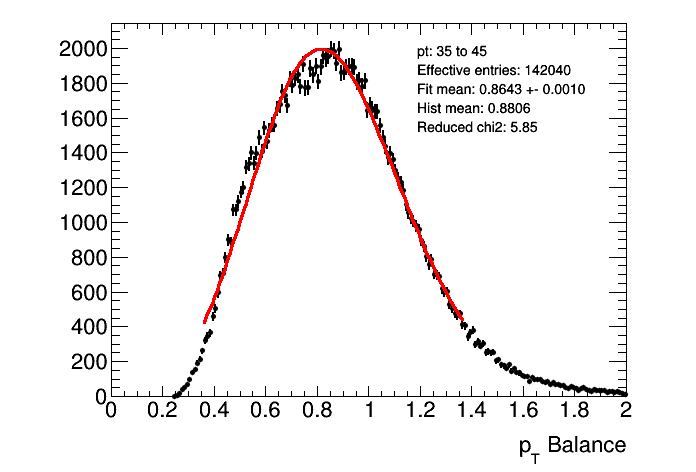 pt: 35 to 45
Effective entries: 142040
Fit mean: 0.8643 +- 0.0010
Hist mean: 0.8806
Reduced chi2: 5.85
2000
1800
1600
1400
1200
1000
800
600
400
200
0
0 0.2 0.4 0.6 0.8 1 1.2 1.4 1.6 1.8 2
pT Balance